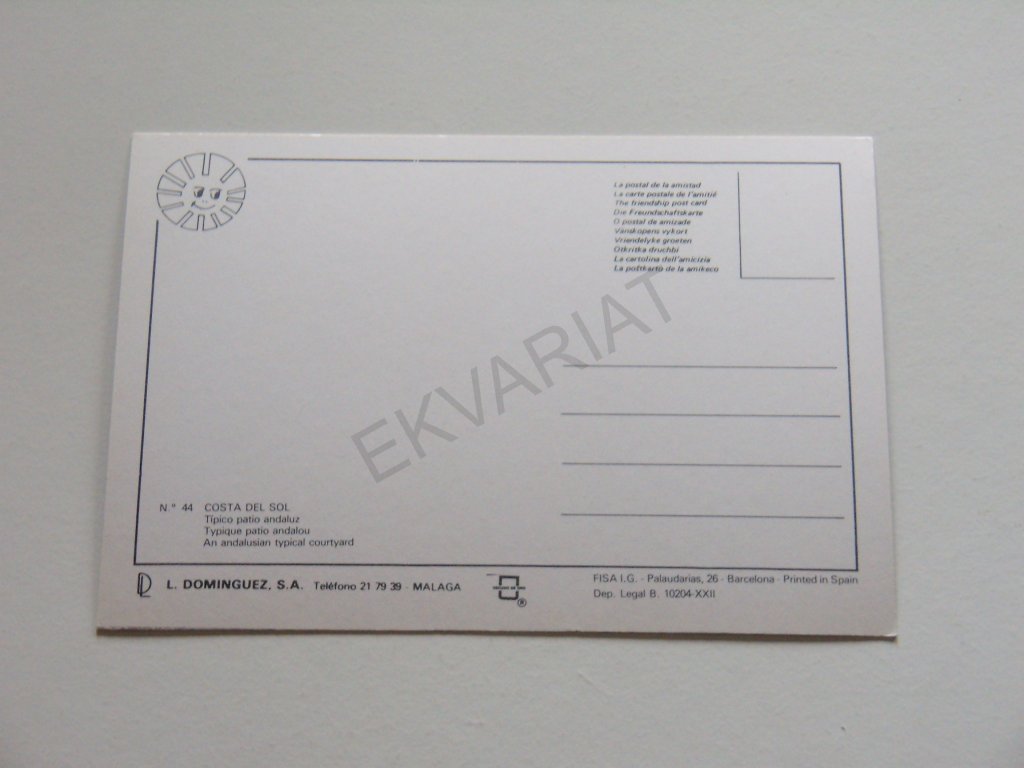 La postal de la amistad
La carte postale de l'amitié
The friendship post card
Die Freundschaftskarte
O postal de amizade
Vänskopens vykort
Vriendelyke groeten
Otkritka druchbi
La cartolina dell'amicizia
La poŝtkarto de la amikeco
EKVARIAT
N.° 44 COSTA DEL SOL
Típico patio andaluz
Typique patio andalou
An andalusian typical courtyard
L. DOMINGUEZ, S.A. Teléfono 21 79 39 - MALAGA
FISA I.G. - Palaudarias, 26 - Barcelona - Printed in Spain
Dep. Legal B. 10204-XXII